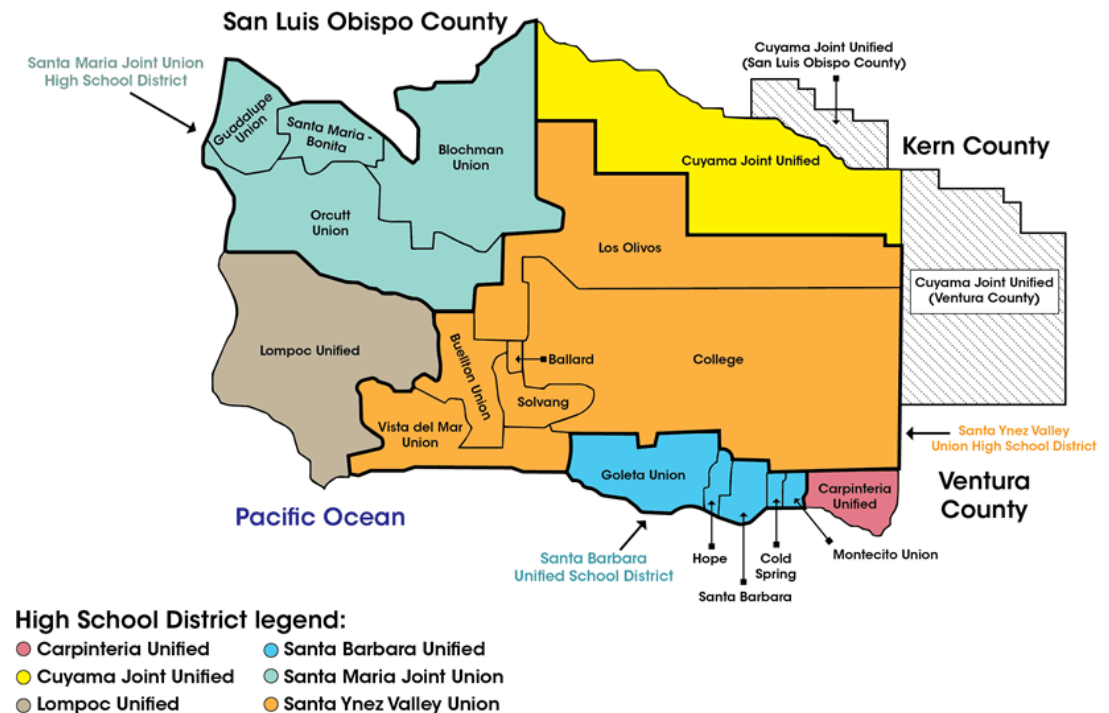 San Luis Obispo County
Santa Maria Joint Union
High School District
Cuyama Joint Unified
(San Luis Obispo County)
Guadalupe
Union
Santa Maria -
Bonita
Blochman
Union
Cuyama Joint Unified
Kern County
Orcutt
Union
Los Olivos
Cuyama Joint Unified
(Ventura County)
Lompoc Unified
Buellton Union
Ballard
College
Solvang
Vista del Mar
Union
Santa Ynez Valley
Union High School District
Goleta Union
Carpinteria
Unified
Ventura
County
Pacific Ocean
Santa Barbara
Unified School District
Hope
Cold
Spring
Montecito Union
Santa Barbara
High School District legend:
Carpinteria Unified
Santa Barbara Unified
Cuyama Joint Unified
Santa Maria Joint Union
Lompoc Unified
Santa Ynez Valley Union